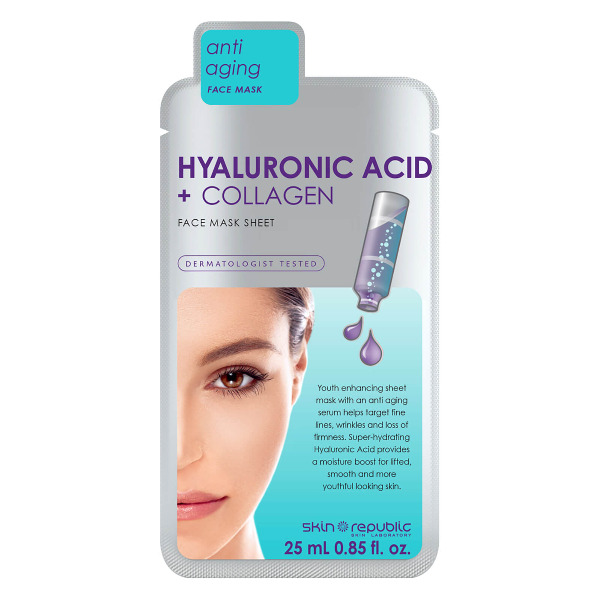 anti
aging
FACE MASK
HYALURONIC ACID
+ COLLAGEN
FACE MASK SHEET
DERMATOLOGIST TESTED
Youth enhancing sheet
mask with an anti aging
serum helps target fine
lines, wrinkles and loss of
firmness. Super-hydrating
Hyaluronic Acid provides
a moisture boost for lifted,
smooth and more
youthful looking skin.
skin republic
SKIN LABORATORY
25 mL 0.85 fl. oz.